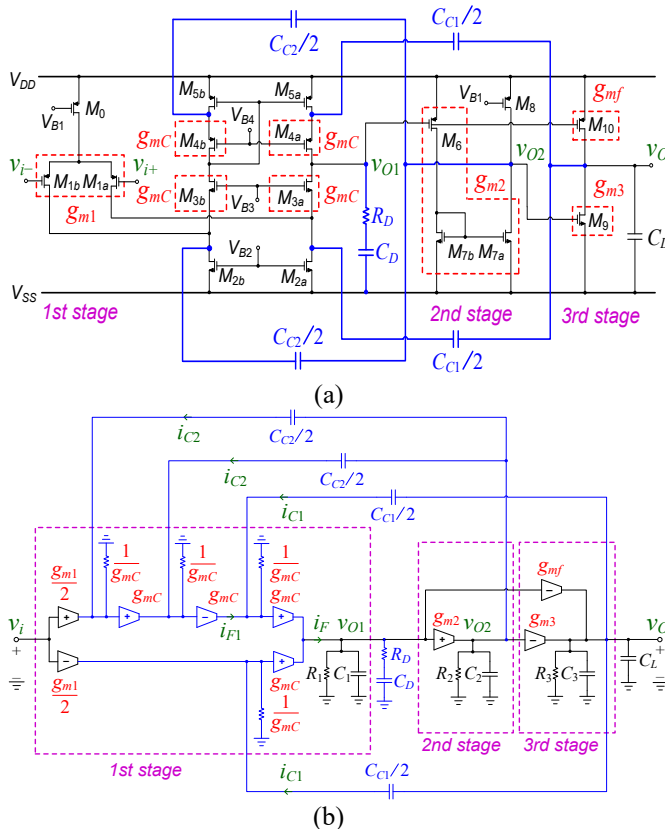 C_C2/2
C_C1/2
V_DD
M_5b
M_5a
M_0
V_B1
V_B4
V_B1
M_8
g_mf
g_mC
M_4b
M_4a
g_mC
M_6
M_10
v_i-
v_i+
v_O1
v_O2
v_O
M_1b
M_1a
g_mC
M_3b
V_B3
M_3a
g_mC
g_m2
g_m3
M_9
g_m1
R_D
C_D
M_7b
M_7a
C_L
V_B2
M_2b
M_2a
V_SS
1st stage
2nd stage
3rd stage
C_C2/2
C_C1/2
(a)
i_C2
C_C2/2
i_C2
C_C2/2
i_C1
C_C1/2
g_m1
2
1
g_mC
g_mC
1
g_mC
g_mC
1
g_mC
g_mC
g_mf
v_i
+
i_F1
i_F
v_O1
g_m2
v_O2
g_m3
v_O
+
g_m1
2
g_mC
1
g_mC
R_1
C_1
R_D
C_D
R_2
C_2
R_3
C_3
C_L
1st stage
2nd stage
3rd stage
i_C1
C_C1/2
(b)